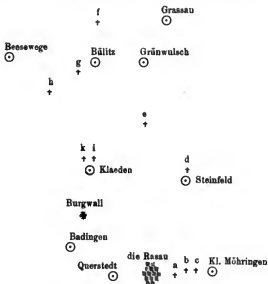 f
Grassau
Beesewege
Bülitz
Grünwulsch
g
h
e
k i
d
Klaeden
Steinfeld
Burgwall
Badingen
die Rasau
Querstedt
a b c
Kl. Möhringen